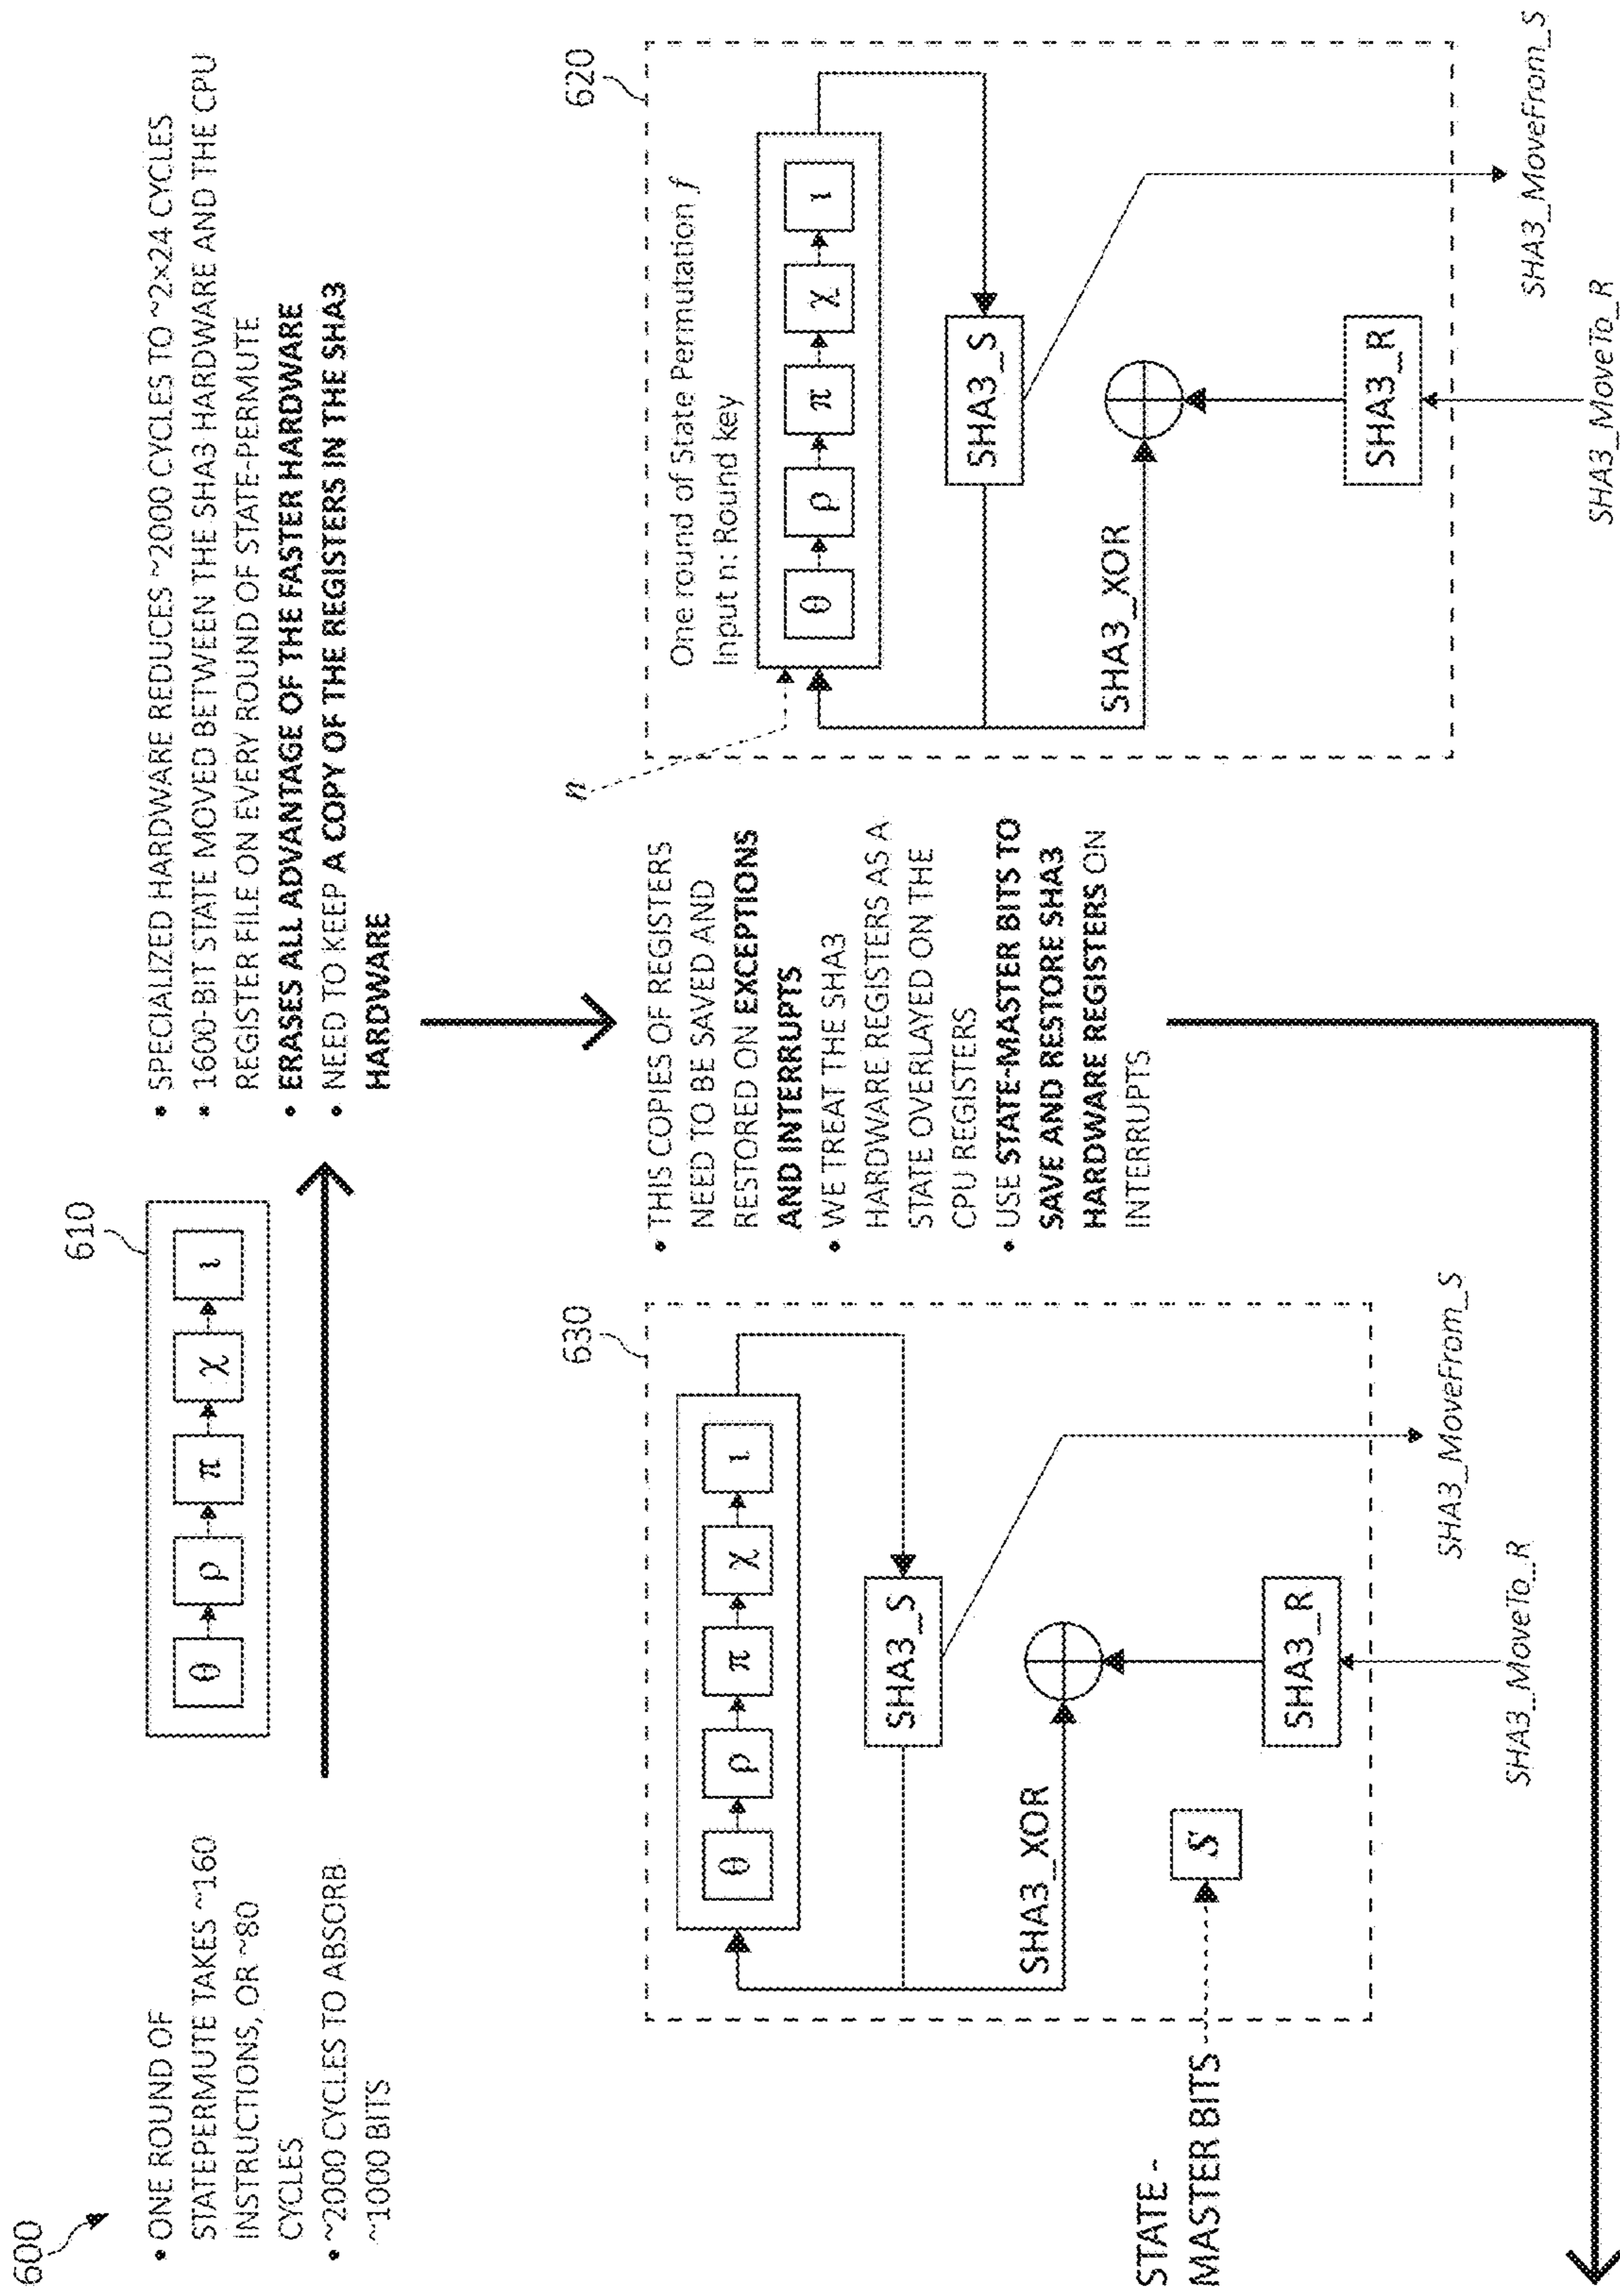 600
• ONE ROUND OF
STATEPERMUTE TAKES ~160
INSTRUCTIONS, OR ~80
CYCLES
• ~2000 CYCLES TO ABSORB
~1000 BITS
610
θ ρ π χ ι
• SPECIALIZED HARDWARE REDUCES ~2000 CYCLES TO ~2×24 CYCLES
• 1600-BIT STATE MOVED BETWEEN THE SHA3 HARDWARE AND THE CPU
REGISTER FILE ON EVERY ROUND OF STATE-PERMUTE
• ERASES ALL ADVANTAGE OF THE FASTER HARDWARE
• NEED TO KEEP A COPY OF THE REGISTERS IN THE SHA3
HARDWARE
630
θ ρ π χ ι
SHA3_S
SHA3_XOR
SHA3_R
S
STATE -
MASTER BITS
SHA3_MoveFrom_S
SHA3_MoveTo_R
• THIS COPIES OF REGISTERS
NEED TO BE SAVED AND
RESTORED ON EXCEPTIONS
AND INTERRUPTS
• WE TREAT THE SHA3
HARDWARE REGISTERS AS A
STATE OVERLAYED ON THE
CPU REGISTERS
• USE STATE-MASTER BITS TO
SAVE AND RESTORE SHA3
HARDWARE REGISTERS ON
INTERRUPTS
620
n
One round of State Permutation f
Input n: Round key
θ ρ π χ ι
SHA3_S
SHA3_XOR
SHA3_R
SHA3_MoveFrom_S
SHA3_MoveTo_R